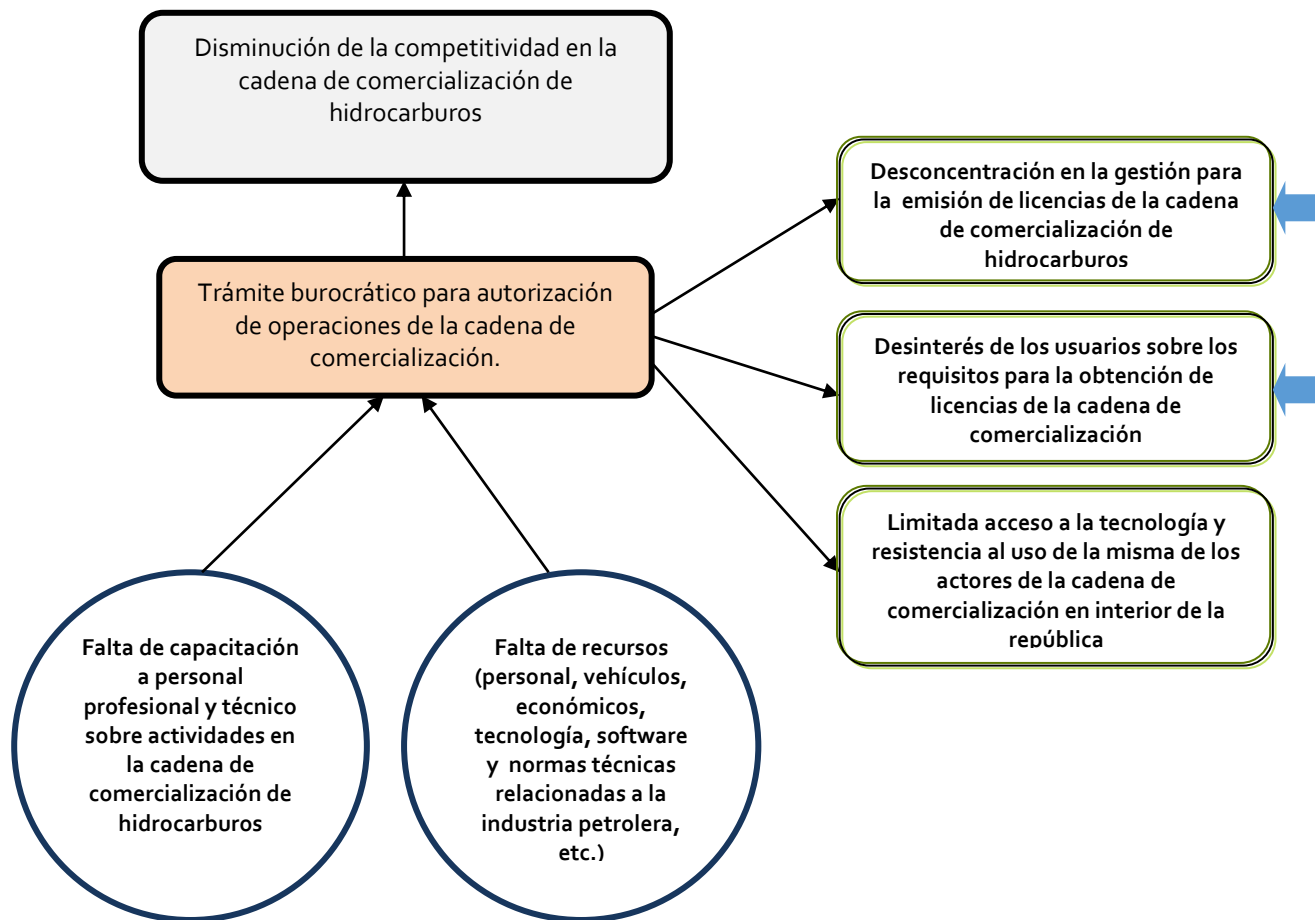 Disminución de la competitividad en la
cadena de comercialización de
hidrocarburos
Desconcentración en la gestión para
la emisión de licencias de la cadena
de comercialización de
hidrocarburos
Trámite burocrático para autorización
de operaciones de la cadena de
comercialización.
Desinterés de los usuarios sobre los
requisitos para la obtención de
licencias de la cadena de
comercialización
Limitada acceso a la tecnología y
resistencia al uso de la misma de los
actores de la cadena de
comercialización en interior de la
república
Falta de capacitación
a personal
profesional y técnico
sobre actividades en
la cadena de
comercialización de
hidrocarburos
Falta de recursos
(personal, vehículos,
económicos,
tecnología, software
y normas técnicas
relacionadas a la
industria petrolera,
etc.)